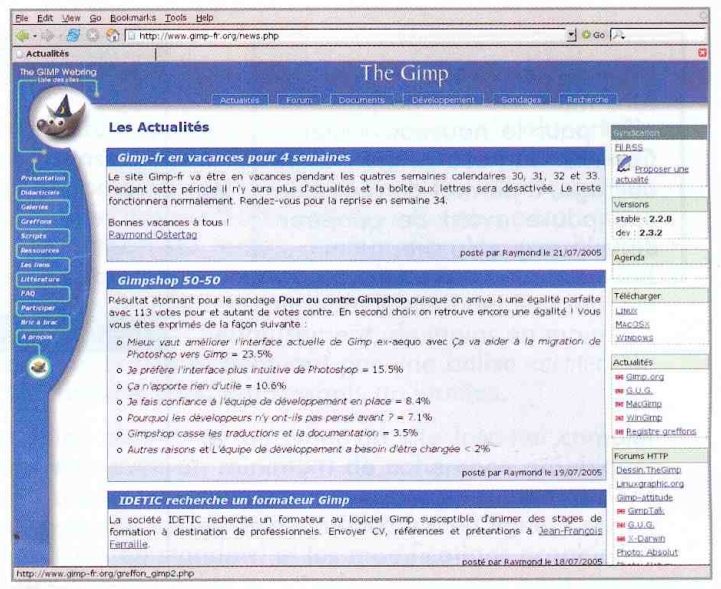 File Edit View Go Bookmarks Tools Help
http://www.gimp-fr.org/news.php
Go
Actualités
The GIMP Webring
Liste des sites
The Gimp
Actualités Forum Documents Développement Sondages Recherche
Présentation
Didacticiels
Galeries
Greffons
Scripts
Ressources
Les liens
Littérature
FAQ
Participer
Bric à brac
A propos
Les Actualités
Gimp-fr en vacances pour 4 semaines
Le site Gimp-fr va être en vacances pendant les quatres semaines calendaires 30, 31, 32 et 33.
Pendant cette période il n'y aura plus d'actualités et la boîte aux lettres sera désactivée. Le reste
fonctionnera normalement. Rendez-vous pour la reprise en semaine 34.
Bonnes vacances à tous !
Raymond Ostertag
posté par Raymond le 21/07/2005
Gimpshop 50-50
Résultat étonnant pour le sondage Pour ou contre Gimpshop puisque on arrive à une égalité parfaite
avec 113 votes pour et autant de votes contre. En second choix on retrouve encore une égalité ! Vous
vous êtes exprimés de la façon suivante :
o Mieux vaut améliorer l'interface actuelle de Gimp ex-aequo avec Ça va aider à la migration de
Photoshop vers Gimp = 23.5%
o Je préfère l'interface plus intuitive de Photoshop = 15.5%
o Ça n'apporte rien d'utile = 10.6%
o Je fais confiance à l'équipe de développement en place = 8.4%
o Pourquoi les développeurs n'y ont-ils pas pensé avant ? = 7.1%
o Gimpshop casse les traductions et la documentation = 3.5%
o Autres raisons et L'équipe de développement a besoin d'être changée < 2%
posté par Raymond le 19/07/2005
IDETIC recherche un formateur Gimp
La société IDETIC recherche un formateur au logiciel Gimp susceptible d'animer des stages de
formation à destination de professionnels. Envoyer CV, références et prétentions à Jean-François
Ferraille.
posté par Raymond le 18/07/2005
Syndication
Fil RSS
Proposer une
actualité
Versions
stable : 2.2.8
dev : 2.3.2
Agenda
Télécharger
Linux
MacOSX
Windows
Actualités
Gimp.org
G.U.G.
MacGimp
WinGimp
Registre greffons
Forums HTTP
Dessin.TheGimp
Linuxgraphic.org
Gimp-attitude
GimpTalk
G.U.G.
X-Darwin
Photo: Absolut
http://www.gimp-fr.org/greffon_gimp2.php